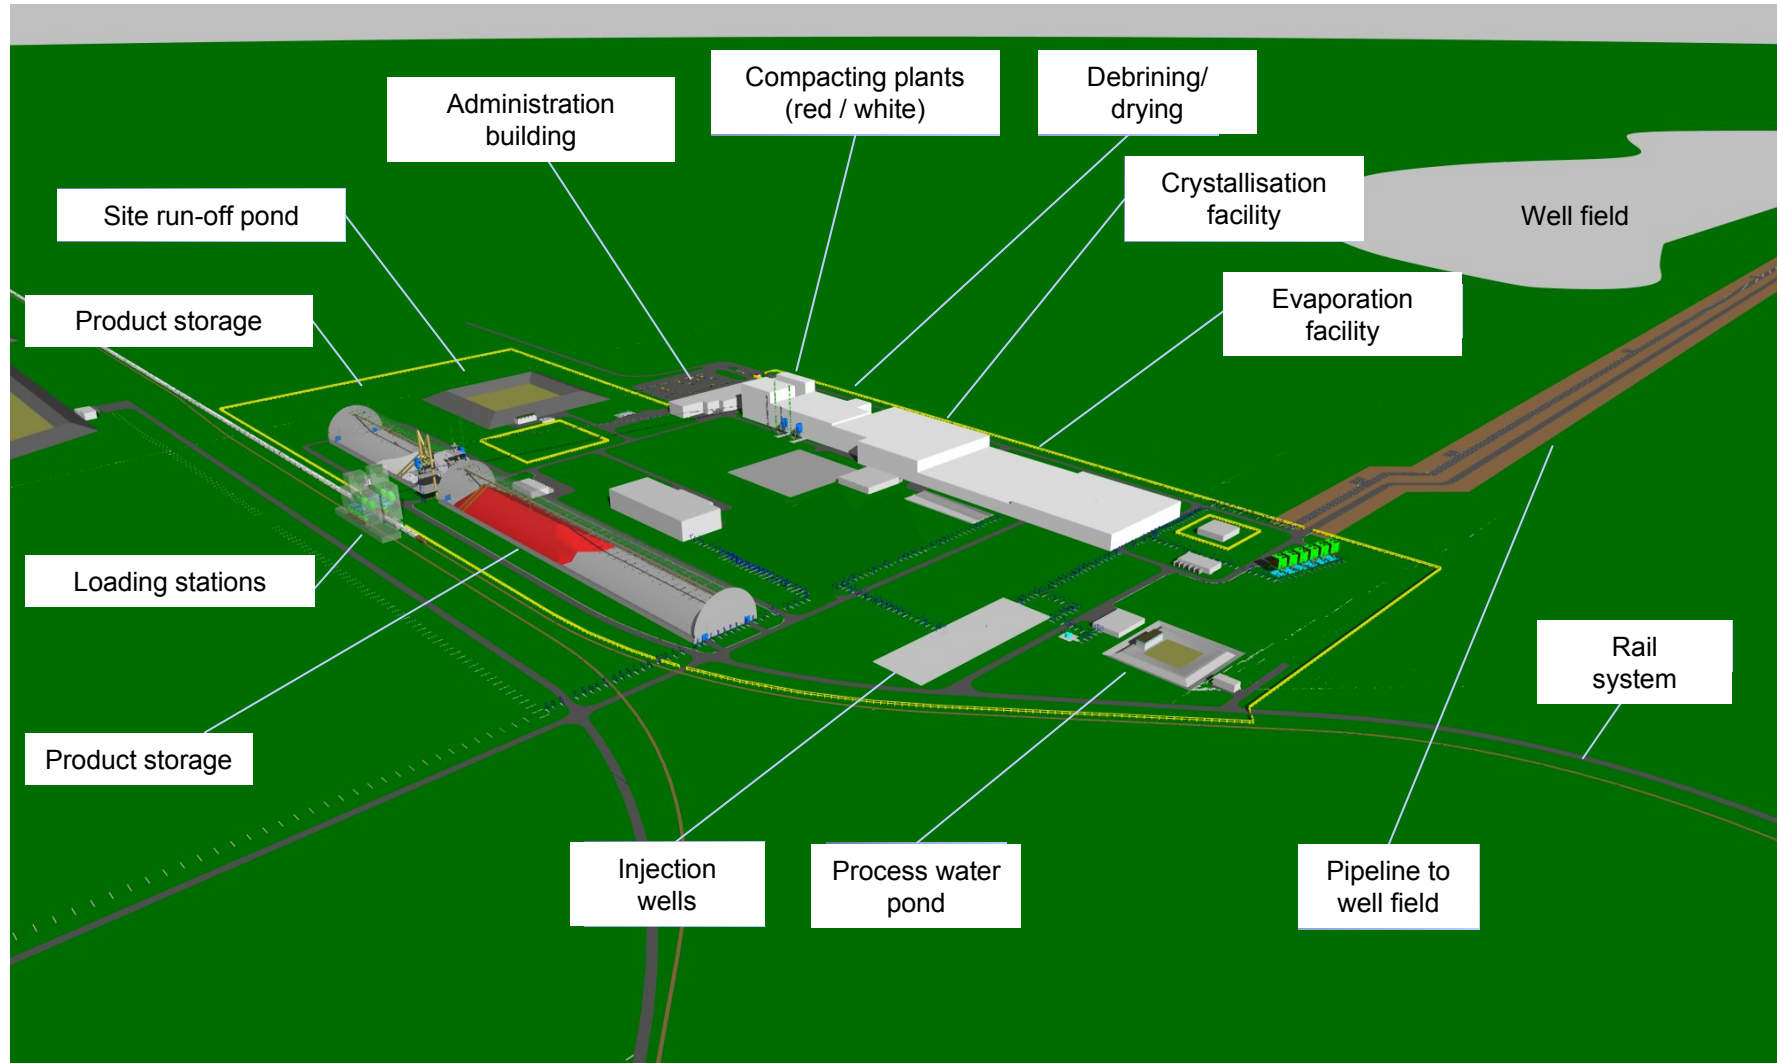 Compacting plants
(red / white)
Debrining/
drying
Administration
building
Crystallisation
facility
Site run-off pond
Well field
Evaporation
facility
Product storage
Loading stations
Rail
system
Product storage
Injection
wells
Process water
pond
Pipeline to
well field